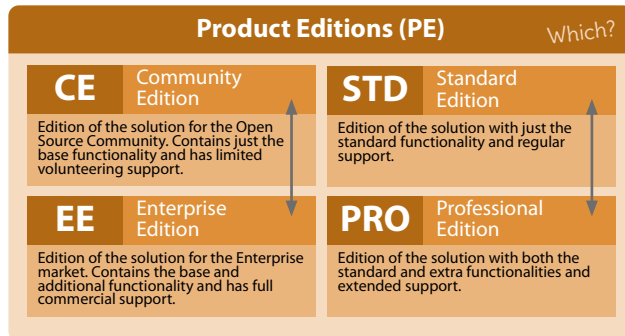 Product Editions (PE)
Which?
CE
Community
Edition
Edition of the solution for the Open
Source Community. Contains just the
base functionality and has limited
volunteering support.
STD
Standard
Edition
Edition of the solution with just the
standard functionality and regular
support.
EE
Enterprise
Edition
Edition of the solution for the Enterprise
market. Contains the base and
additional functionality and has full
commercial support.
PRO
Professional
Edition
Edition of the solution with both the
standard and extra functionalities and
extended support.